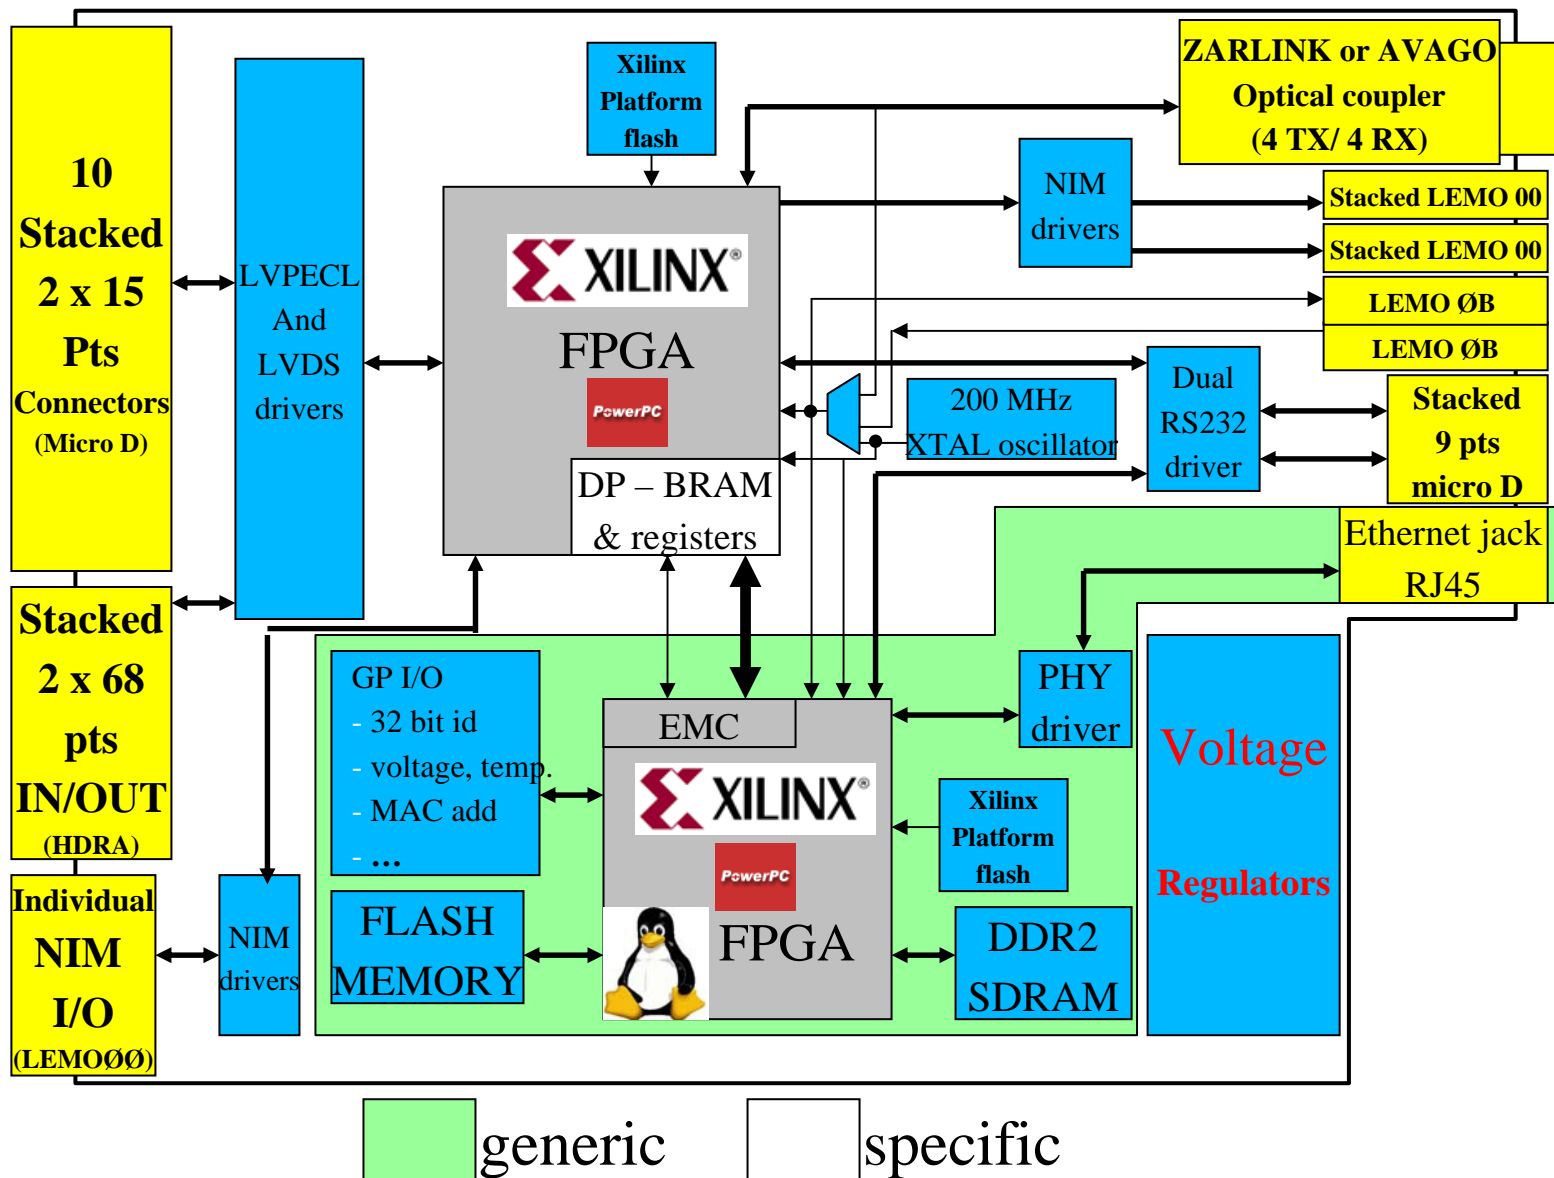 10
Stacked
2 x 15
Pts
Connectors
(Micro D)
Stacked
2 x 68
pts
IN/OUT
(HDRA)
Individual
NIM
I/O
(LEMOØØ)
LVPECL
And
LVDS
drivers
NIM
drivers
Xilinx
Platform
flash
XILINX®
FPGA
PowerPC
DP – BRAM
& registers
ZARLINK or AVAGO
Optical coupler
(4 TX/ 4 RX)
NIM
drivers
Stacked LEMO 00
Stacked LEMO 00
LEMO ØB
LEMO ØB
200 MHz
XTAL oscillator
Dual
RS232
driver
Stacked
9 pts
micro D
Ethernet jack
RJ45
GP I/O
- 32 bit id
- voltage, temp.
- MAC add
- ...
FLASH
MEMORY
EMC
XILINX®
PowerPC
FPGA
PHY
driver
Xilinx
Platform
flash
DDR2
SDRAM
Voltage
Regulators
generic
specific